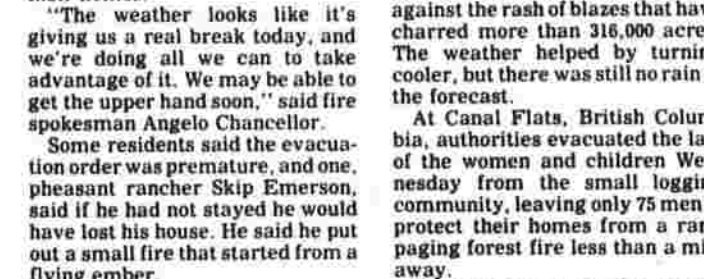 "The weather looks like it's
giving us a real break today, and
we're doing all we can to take
advantage of it. We may be able to
get the upper hand soon," said fire
spokesman Angelo Chancellor.
Some residents said the evacua-
tion order was premature, and one,
pheasant rancher Skip Emerson,
said if he had not stayed he would
have lost his house. He said he put
out a small fire that started from a
flying ember.
against the rash of blazes that hav
charred more than 316,000 acre
The weather helped by turnin
cooler, but there was still no rain
the forecast.
At Canal Flats, British Colum
bia, authorities evacuated the la
of the women and children We
nesday from the small loggin
community, leaving only 75 men
protect their homes from a ram
paging forest fire less than a mi
away.